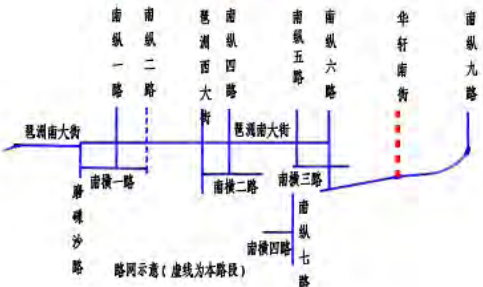 南纵一路
南纵二路
琶洲西大街
南纵四路
南纵五路
南纵六路
华轩南街
南纵九路
琶洲南大街
琶洲南大街
南横一路
南横二路
南横三路
磨碟沙路
南横四路
南纵七路
路网示意(虚线为本路段)